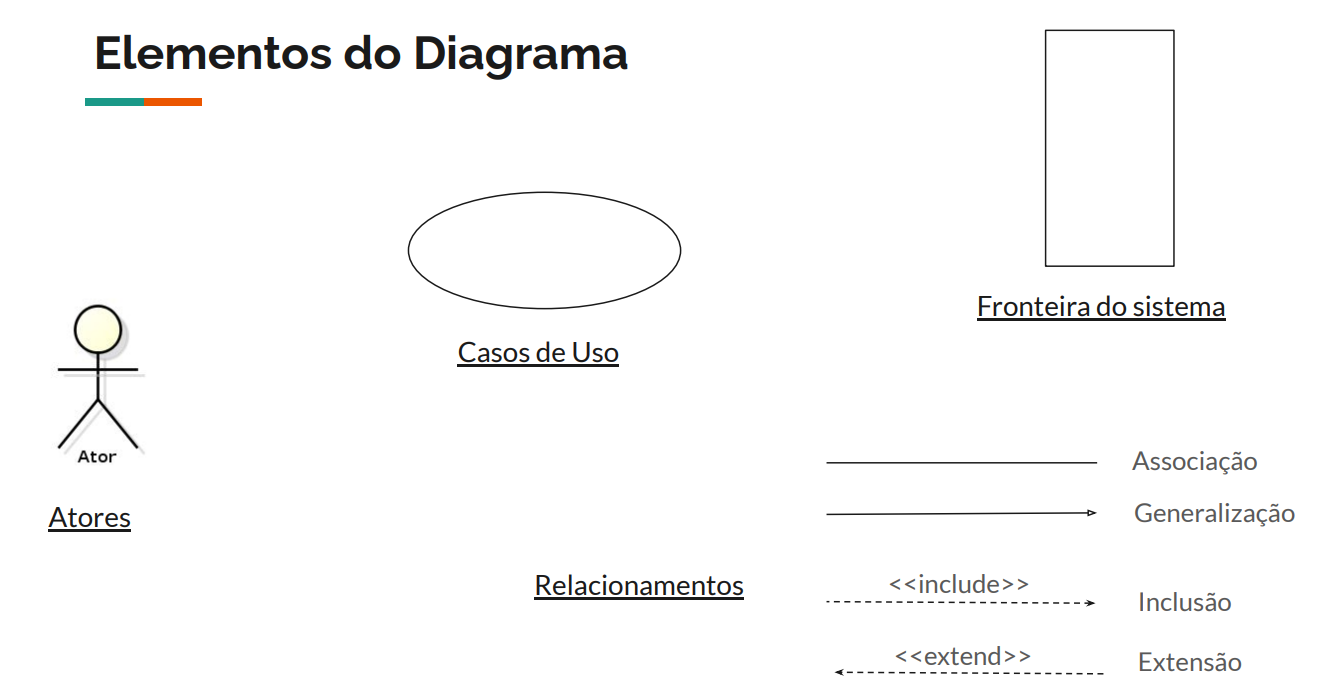 Elementos do Diagrama
Fronteira do sistema
Casos de Uso
Ator
Atores
Associação
Generalização
Relacionamentos
<<include>>
Inclusão
<<extend>>
Extensão